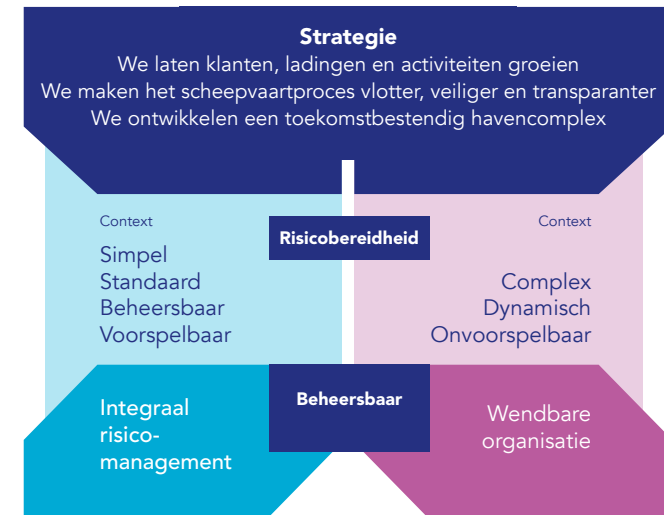 Strategie
We laten klanten, ladingen en activiteiten groeien
We maken het scheepvaartproces vlotter, veiliger en transparanter
We ontwikkelen een toekomstbestendig havencomplex
Context
Simpel
Standaard
Beheersbaar
Voorspelbaar
Risicobereidheid
Context
Complex
Dynamisch
Onvoorspelbaar
Integraal
risico-
management
Beheersbaar
Wendbare
organisatie